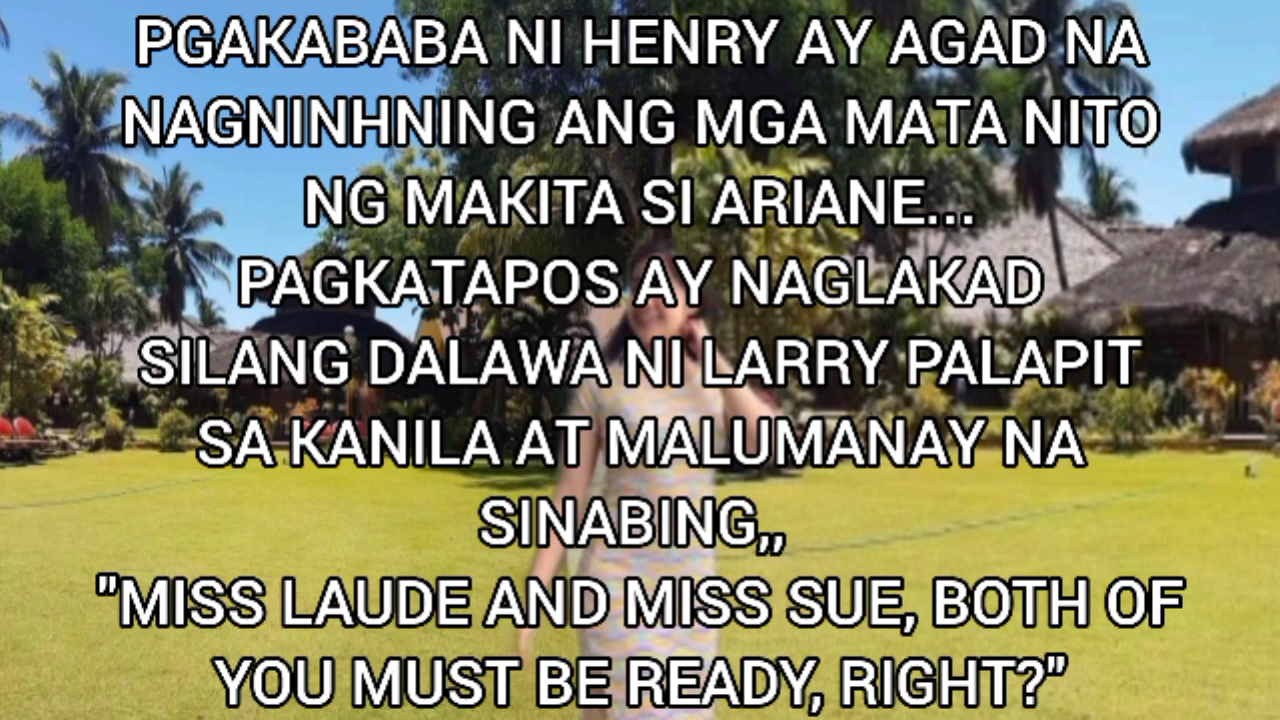 PGAKABABA NI HENRY AY AGAD NA
NAGNINHNING ANG MGA MATA NITO
NG MAKITA SI ARIANE...
PAGKATAPOS AY NAGLAKAD
SILANG DALAWA NI LARRY PALAPIT
SA KANILA AT MALUMANAY NA
SINABING,,
"MISS LAUDE AND MISS SUE, BOTH OF
YOU MUST BE READY, RIGHT?"